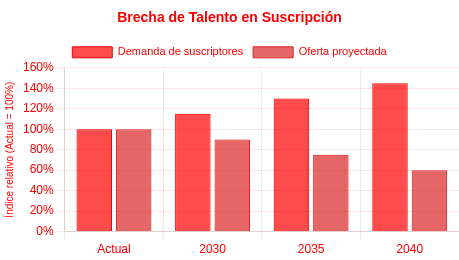 Brecha de Talento en Suscripción
Demanda de suscriptores
Oferta proyectada
Índice relativo (Actual = 100%)
160%
140%
120%
100%
80%
60%
40%
20%
0%
Actual
2030
2035
2040